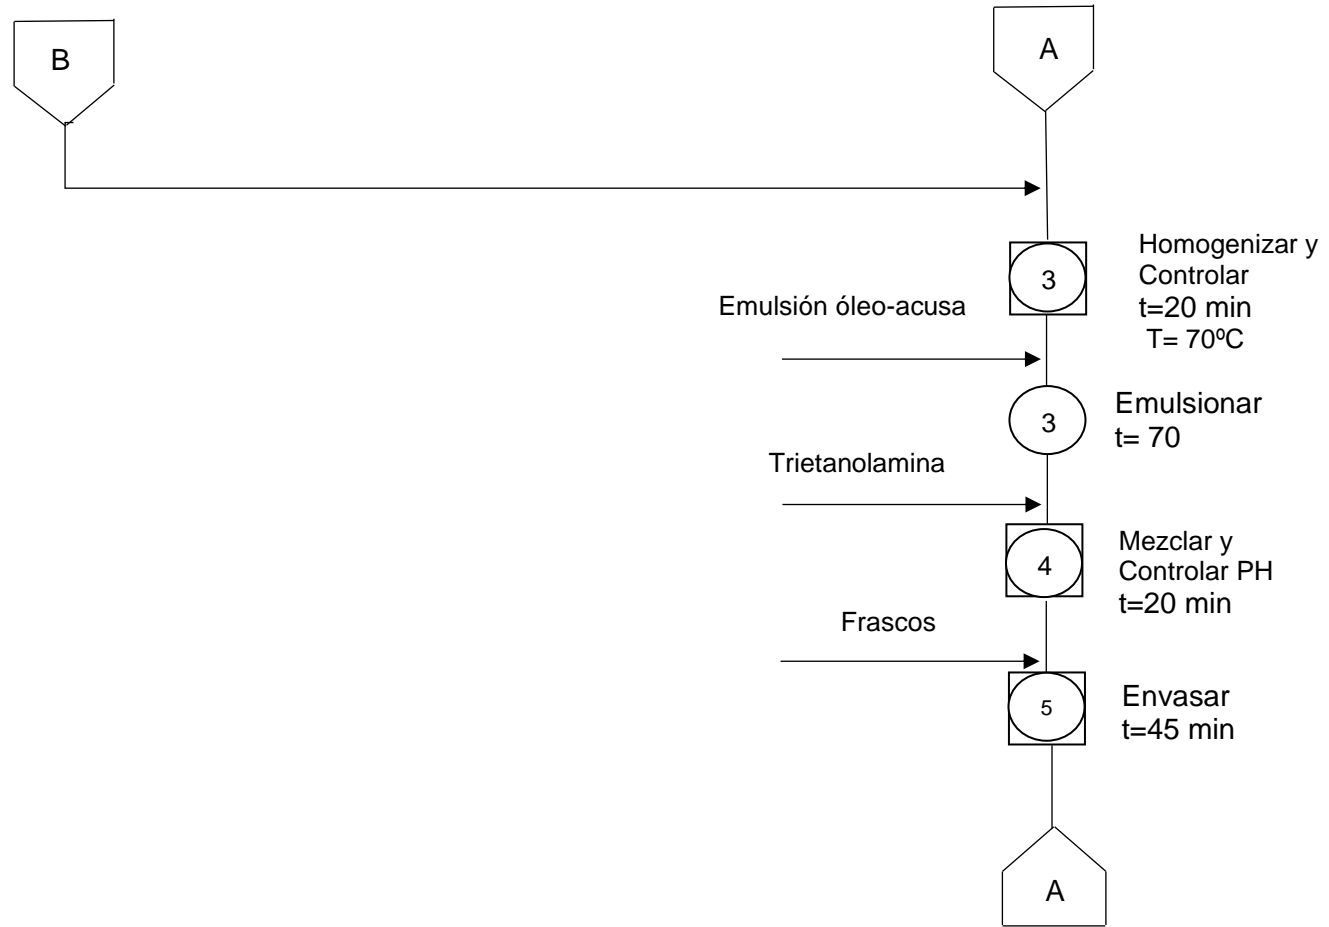 B
A
3
Homogenizar y
Controlar
t=20 min
T= 70ºC
Emulsión óleo-acusa
3
Emulsionar
t= 70
Trietanolamina
4
Mezclar y
Controlar PH
t=20 min
Frascos
5
Envasar
t=45 min
A